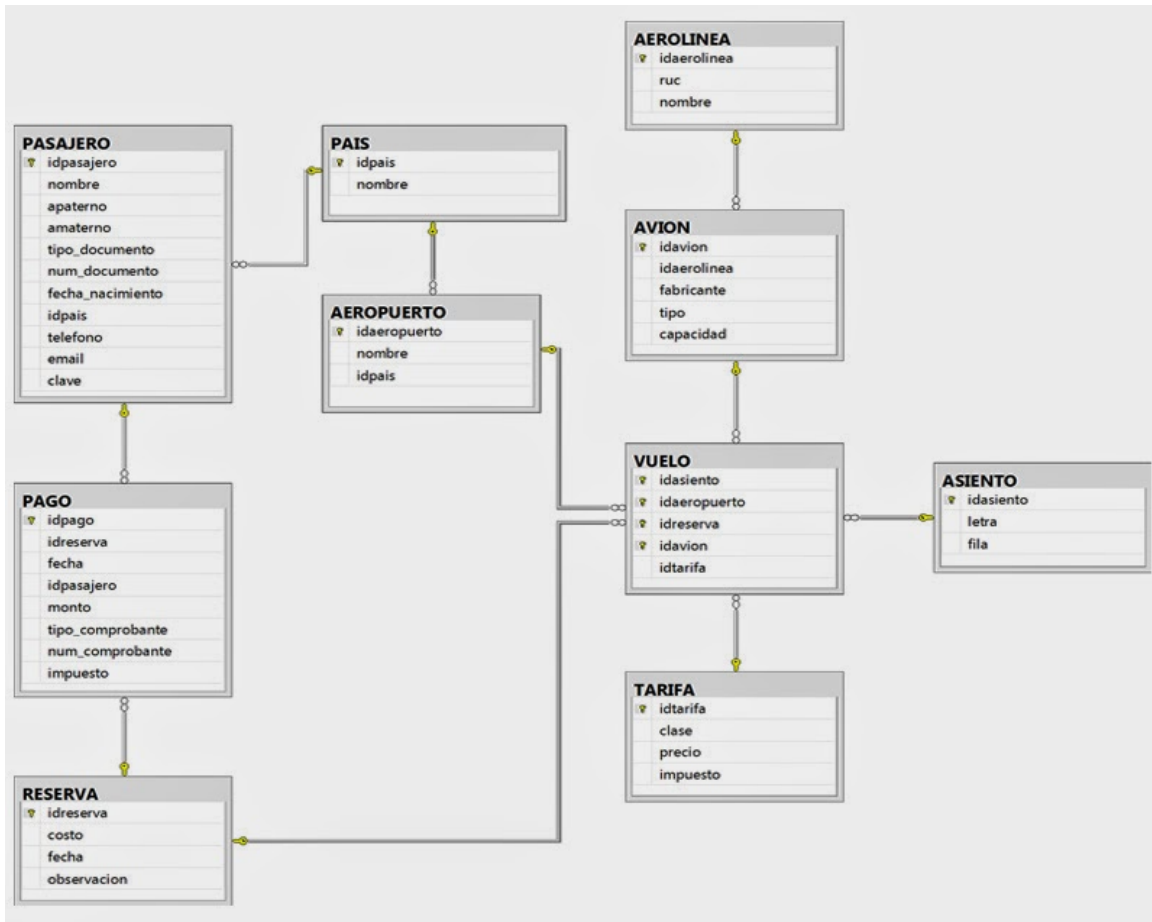 AEROLINEA
idaerolinea
ruc
nombre
PASAJERO
idpasajero
nombre
apaterno
amaterno
tipo_documento
num_documento
fecha_nacimiento
idpais
telefono
email
clave
PAIS
idpais
nombre
AVION
idavion
idaerolinea
fabricante
tipo
capacidad
AEROPUERTO
idaeropuerto
nombre
idpais
VUELO
idasiento
idaeropuerto
idreserva
idavion
idtarifa
ASIENTO
idasiento
letra
fila
PAGO
idpago
idreserva
fecha
idpasajero
monto
tipo_comprobante
num_comprobante
impuesto
TARIFA
idtarifa
clase
precio
impuesto
RESERVA
idreserva
costo
fecha
observacion